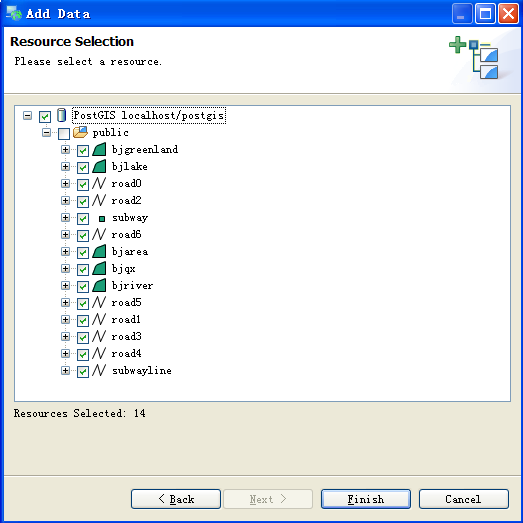 Add Data
Resource Selection
Please select a resource.
PostGIS localhost/postgis
public
bjgreenland
bjlake
road0
road2
subway
road6
bjarea
bjqx
bjriver
road5
road1
road3
road4
subwayline
Resources Selected: 14
< Back Next > Finish Cancel